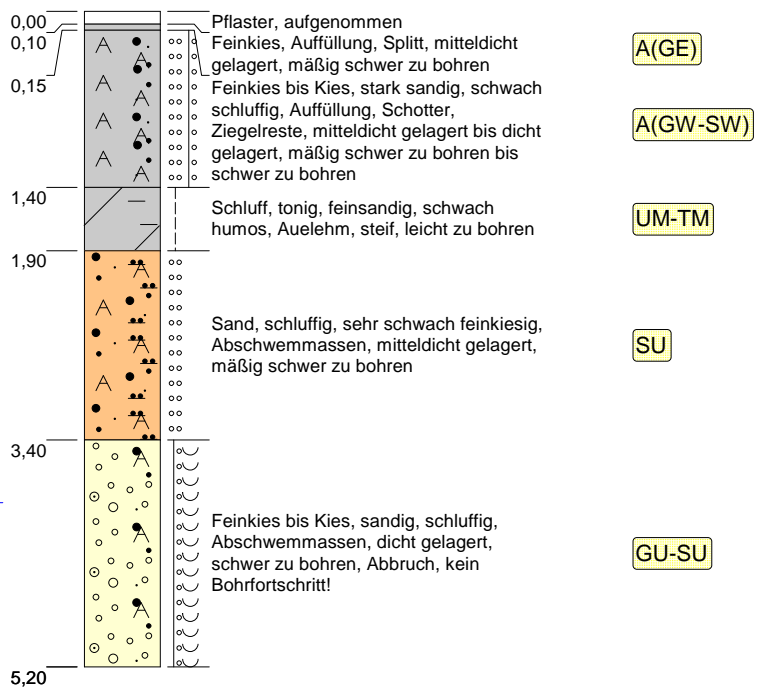 0,00
Pflaster, aufgenommen
0,10
Feinkies, Auffüllung, Splitt, mitteldicht
gelagert, mäßig schwer zu bohren
A(GE)
0,15
Feinkies bis Kies, stark sandig, schwach
schluffig, Auffüllung, Schotter,
Ziegelreste, mitteldicht gelagert bis dicht
gelagert, mäßig schwer zu bohren bis
schwer zu bohren
A(GW-SW)
1,40
Schluff, tonig, feinsandig, schwach
humos, Auelehm, steif, leicht zu bohren
UM-TM
1,90
Sand, schluffig, sehr schwach feinkiesig,
Abschwemmassen, mitteldicht gelagert,
mäßig schwer zu bohren
SU
3,40
Feinkies bis Kies, sandig, schluffig,
Abschwemmassen, dicht gelagert,
schwer zu bohren, Abbruch, kein
Bohrfortschritt!
GU-SU
5,20